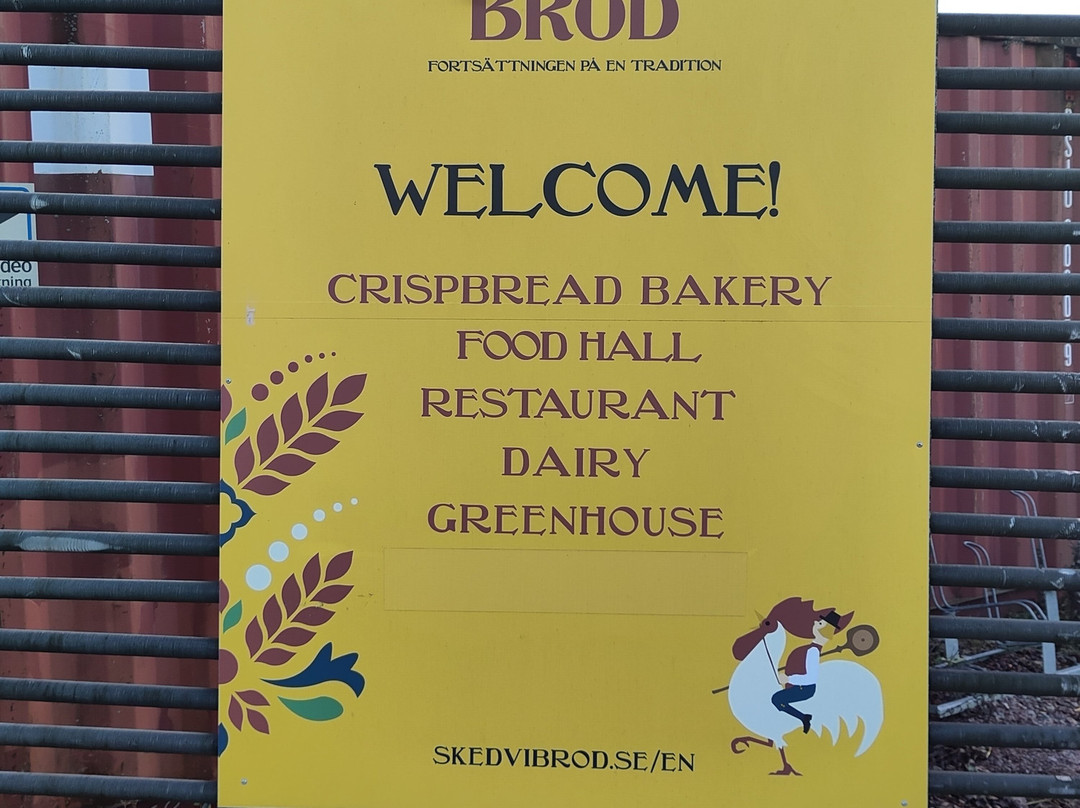 BRÖD
FORTSÄTTNINGEN PÅ EN TRADITION
WELCOME!
CRISPBREAD BAKERY
FOOD HALL
RESTAURANT
DAIRY
GREENHOUSE
SKEDVIBROD.SE/EN